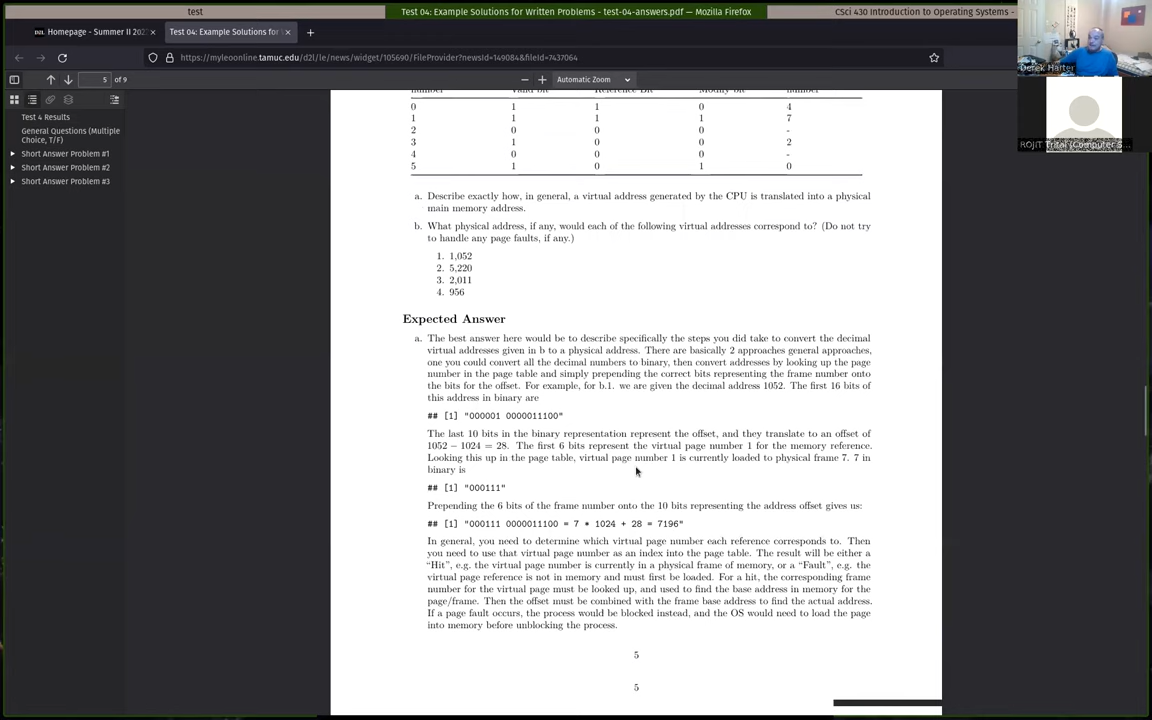 test
Test 04: Example Solutions for Written Problems - test-04-answers.pdf — Mozilla Firefox
CSci 430 Introduction to Operating Systems -
Homepage - Summer II 202
Test 04: Example Solutions for
https://myleoonline.tamuc.edu/d2l/le/news/widget/105690/FileProvider?newsId=149084&fileId=7437064
5 of 9
Automatic Zoom
Derek Harter
ROJIT Trital (Computer S...
Test 4 Results
General Questions (Multiple
Choice, T/F)
Short Answer Problem #1
Short Answer Problem #2
Short Answer Problem #3
number Valid bit Reference Bit Modify bit number
0 1 1 0 4
1 1 1 1 7
2 0 0 0 -
3 1 0 0 2
4 0 0 0 -
5 1 0 1 0
a. Describe exactly how, in general, a virtual address generated by the CPU is translated into a physical
main memory address.
b. What physical address, if any, would each of the following virtual addresses correspond to? (Do not try
to handle any page faults, if any.)
1. 1,052
2. 5,220
3. 2,011
4. 956
Expected Answer
a. The best answer here would be to describe specifically the steps you did take to convert the decimal
virtual addresses given in b to a physical address. There are basically 2 approaches general approaches,
one you could convert all the decimal numbers to binary, then convert addresses by looking up the page
number in the page table and simply prepending the correct bits representing the frame number onto
the bits for the offset. For example, for b.1. we are given the decimal address 1052. The first 16 bits of
this address in binary are
## [1] "000001 0000011100"
The last 10 bits in the binary representation represent the offset, and they translate to an offset of
1052 − 1024 = 28. The first 6 bits represent the virtual page number 1 for the memory reference.
Looking this up in the page table, virtual page number 1 is currently loaded to physical frame 7. 7 in
binary is
## [1] "000111"
Prepending the 6 bits of the frame number onto the 10 bits representing the address offset gives us:
## [1] "000111 0000011100 = 7 * 1024 + 28 = 7196"
In general, you need to determine which virtual page number each reference corresponds to. Then
you need to use that virtual page number as an index into the page table. The result will be either a
“Hit”, e.g. the virtual page number is currently in a physical frame of memory, or a “Fault”, e.g. the
virtual page reference is not in memory and must first be loaded. For a hit, the corresponding frame
number for the virtual page must be looked up, and used to find the base address in memory for the
page/frame. Then the offset must be combined with the frame base address to find the actual address.
If a page fault occurs, the process would be blocked instead, and the OS would need to load the page
into memory before unblocking the process.
5
5